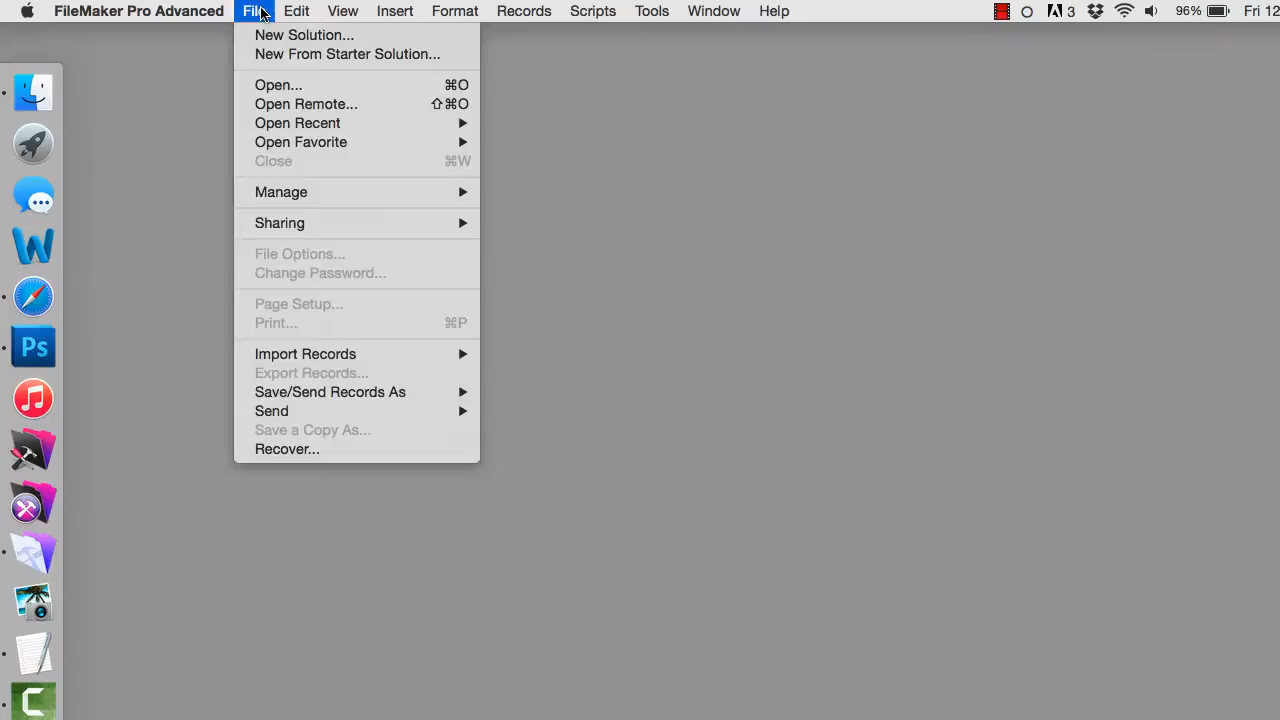 FileMaker Pro Advanced File Edit View Insert Format Records Scripts Tools Window Help 3 96% Fri 12
New Solution...
New From Starter Solution...
Open... ⌘O
Open Remote... ⇧⌘O
Open Recent
Open Favorite
Close ⌘W
Manage
Sharing
File Options...
Change Password...
Page Setup...
Print... ⌘P
Import Records
Export Records...
Save/Send Records As
Send
Save a Copy As...
Recover...
W
Ps
C